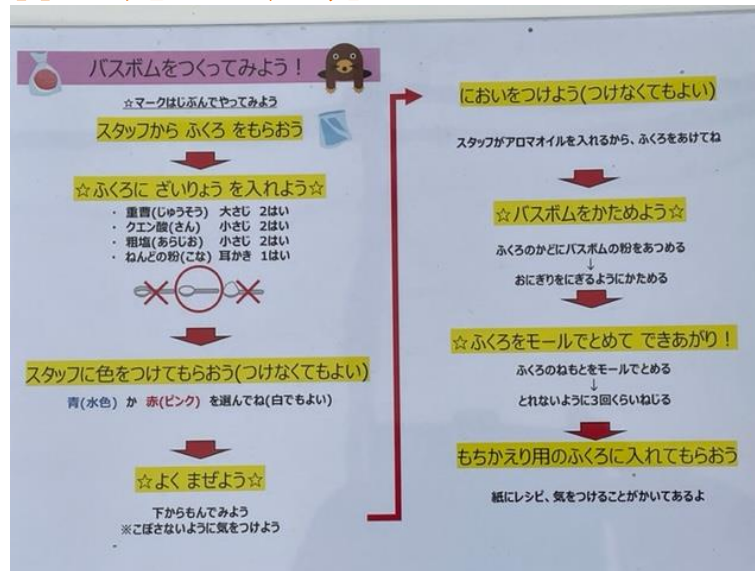 バスボムをつくってみよう！
☆マークはじぶんでやってみよう
スタッフから ふくろ をもらおう
☆ふくろに ざいりょう を入れよう☆
・ 重曹(じゅうそう) 大さじ 2はい
・ クエン酸(さん) 小さじ 2はい
・ 粗塩(あらじお) 小さじ 2はい
・ ねんどの粉(こな) 耳かき 1はい
スタッフに色をつけてもらおう(つけなくてもよい)
青(水色) か 赤(ピンク) を選んでね(白でもよい)
☆よく まぜよう☆
下からもんでみよう
※こぼさないように気をつけよう
においをつけよう(つけなくてもよい)
スタッフがアロマオイルを入れるから、ふくろをあけてね
☆バスボムをかためよう☆
ふくろのかどにバスボムの粉をあつめる
↓
おにぎりをにぎるようにかためる
☆ふくろをモールでとめて できあがり！
ふくろのねもとをモールでとめる
↓
とれないように3回くらいねじる
もちかえり用のふくろに入れてもらおう
紙にレシピ、気をつけることがかいてあるよ